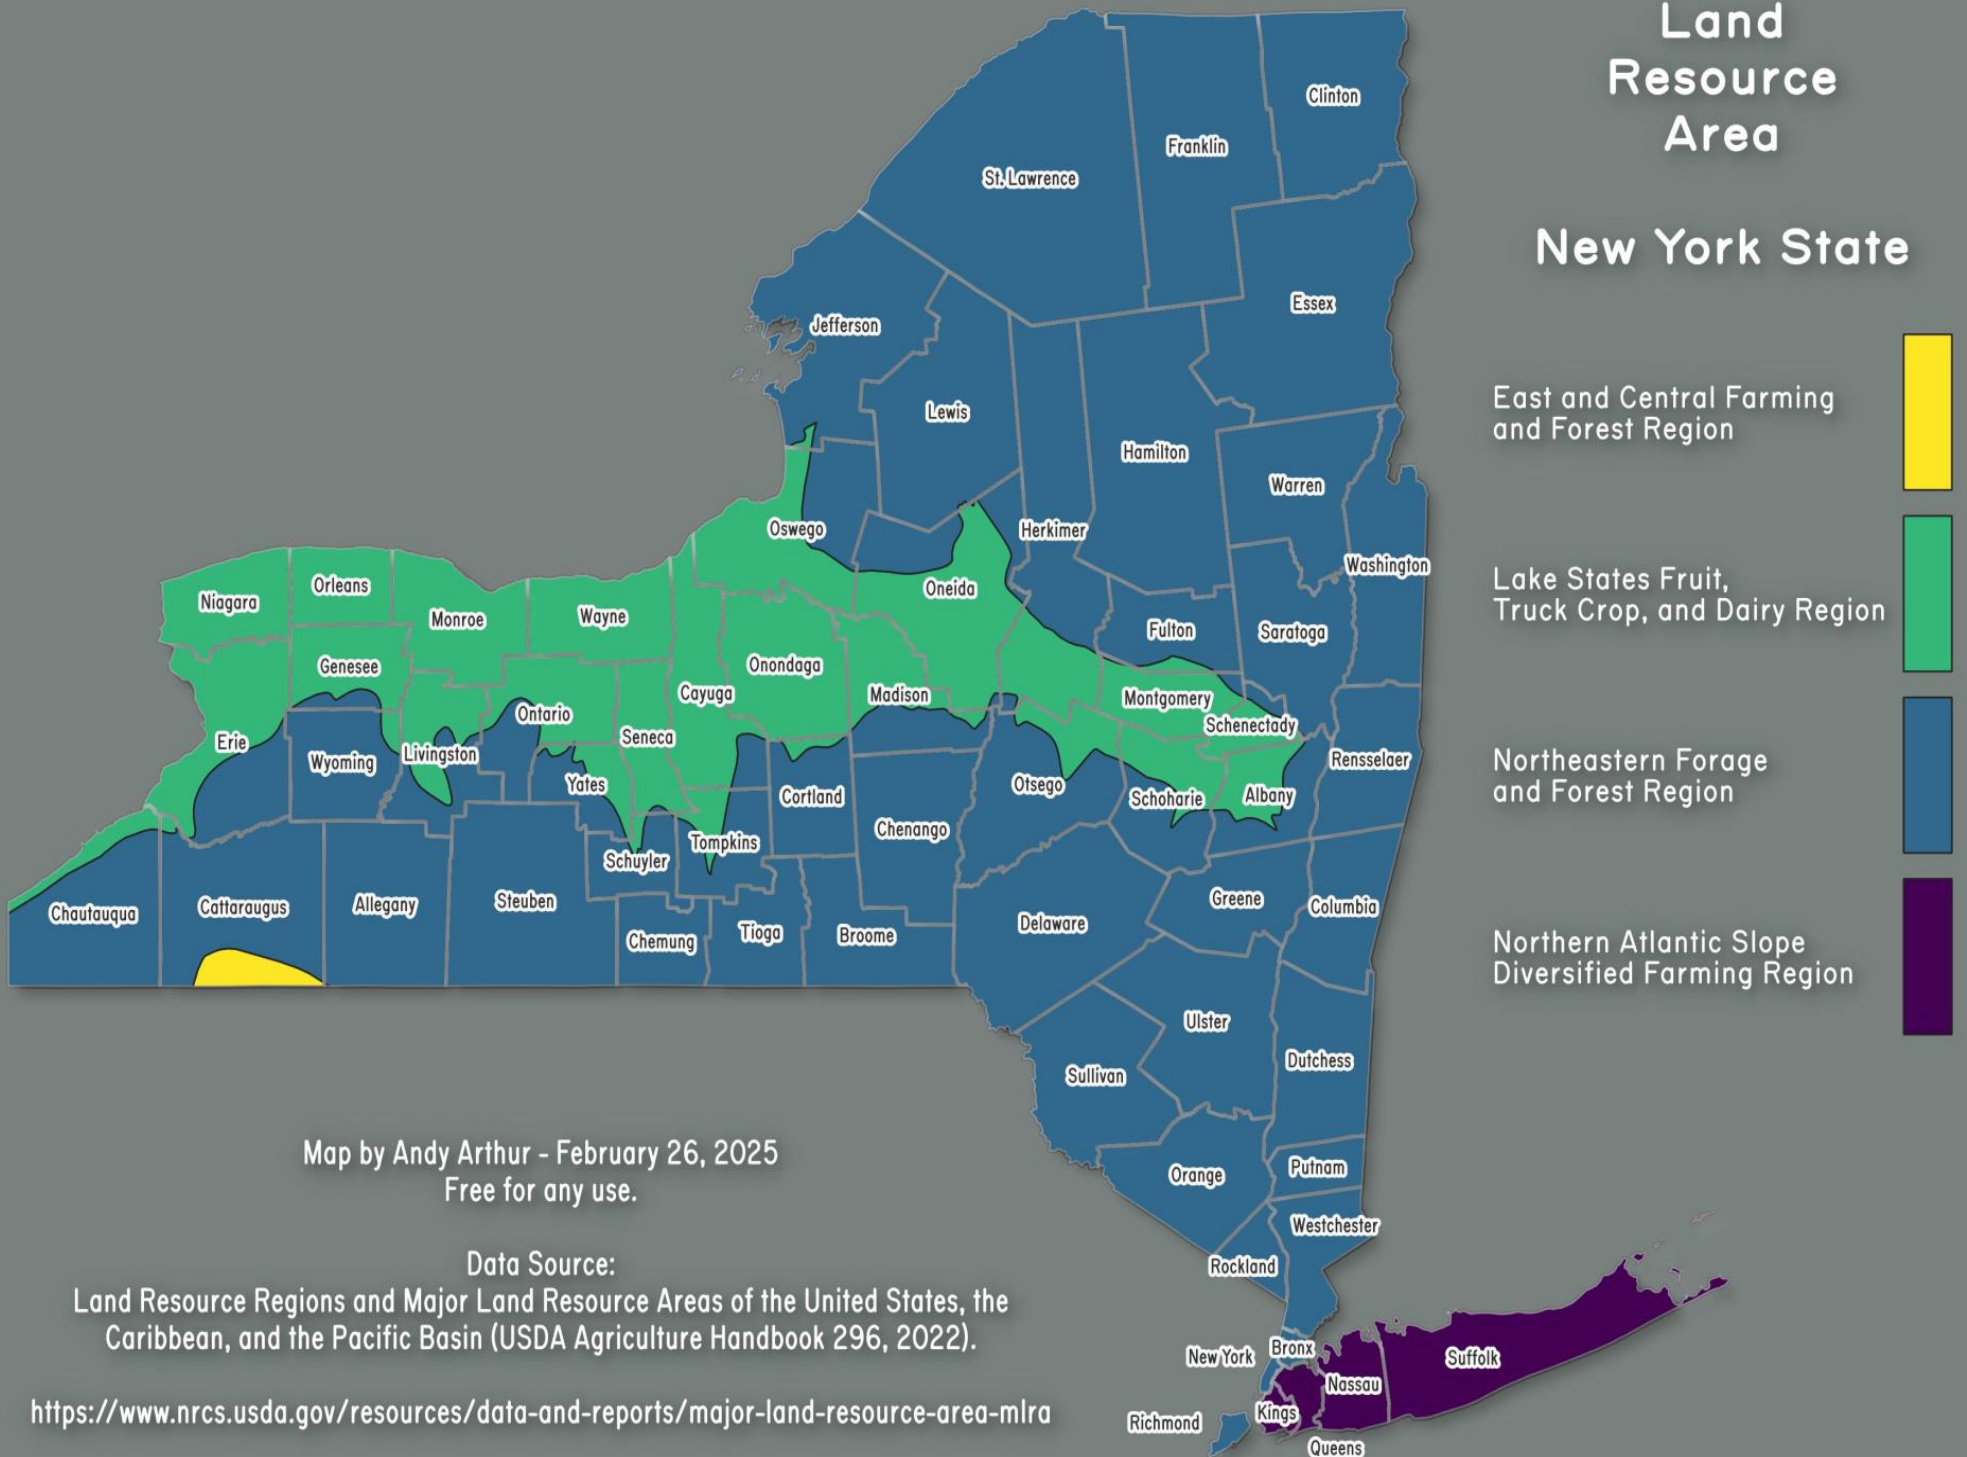 Land
Resource
Area
New York State
East and Central Farming
and Forest Region
Lake States Fruit,
Truck Crop, and Dairy Region
Northeastern Forage
and Forest Region
Northern Atlantic Slope
Diversified Farming Region
Clinton
Franklin
St. Lawrence
Essex
Jefferson
Lewis
Hamilton
Warren
Oswego
Herkimer
Washington
Oneida
Niagara
Orleans
Monroe
Wayne
Fulton
Saratoga
Genesee
Onondaga
Cayuga
Madison
Montgomery
Ontario
Schenectady
Erie
Seneca
Wyoming
Livingston
Rensselaer
Yates
Otsego
Cortland
Schoharie
Albany
Chenango
Tompkins
Schuyler
Chautauqua
Cattaraugus
Allegany
Steuben
Greene
Columbia
Delaware
Chemung
Tioga
Broome
Ulster
Dutchess
Sullivan
Putnam
Orange
Westchester
Rockland
New York
Bronx
Suffolk
Nassau
Kings
Richmond
Queens
Map by Andy Arthur - February 26, 2025
Free for any use.
Data Source:
Land Resource Regions and Major Land Resource Areas of the United States, the
Caribbean, and the Pacific Basin (USDA Agriculture Handbook 296, 2022).
https://www.nrcs.usda.gov/resources/data-and-reports/major-land-resource-area-mlra